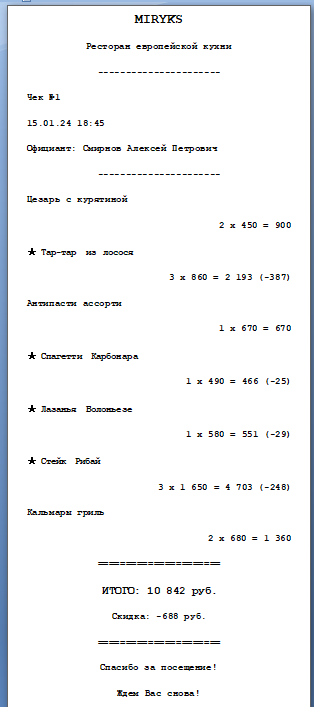 MIRYKS
Ресторан европейской кухни
----------------------
Чек №1
15.01.24 18:45
Официант: Смирнов Алексей Петрович
----------------------
Цезарь с курятиной
2 x 450 = 900
★ Тар-тар из лосося
3 x 860 = 2 193 (-387)
Антипасти ассорти
1 x 670 = 670
★ Спагетти Карбонара
1 x 490 = 466 (-25)
★ Лазанья Болоньезе
1 x 580 = 551 (-29)
★ Стейк Рибай
3 x 1 650 = 4 703 (-248)
Кальмары гриль
2 x 680 = 1 360
======================
ИТОГО: 10 842 руб.
Скидка: -688 руб.
======================
Спасибо за посещение!
Ждем Вас снова!